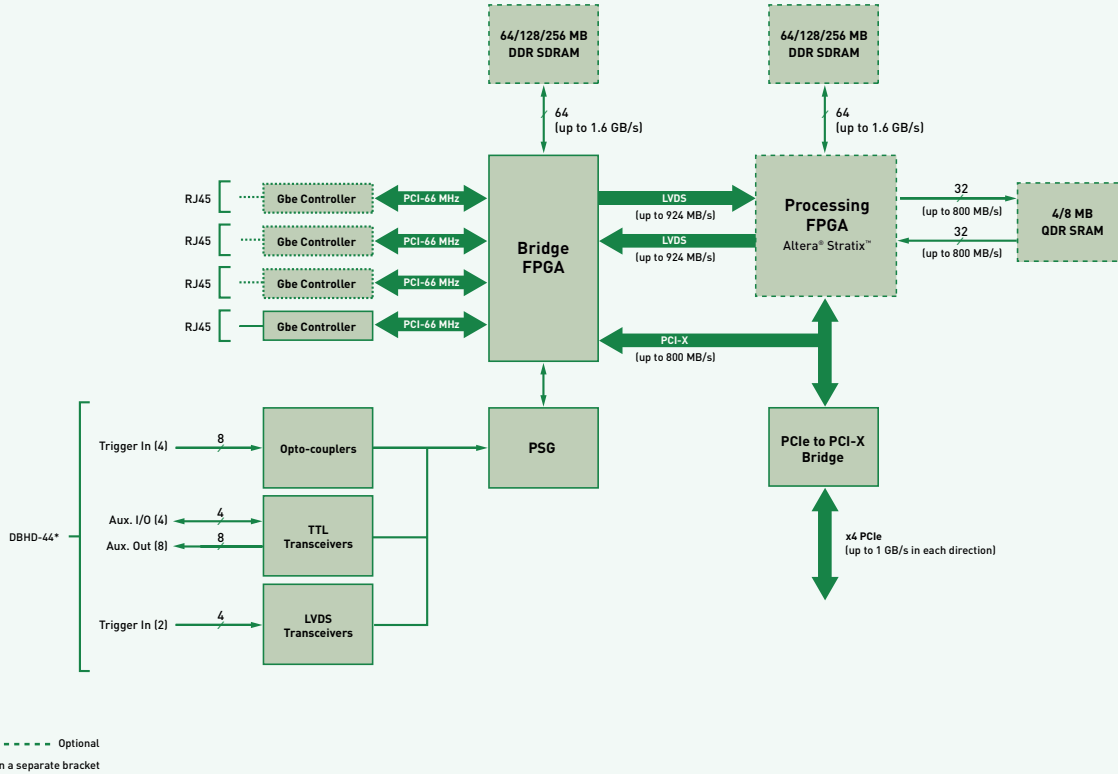 64/128/256 MB
DDR SDRAM
64/128/256 MB
DDR SDRAM
64
(up to 1.6 GB/s)
64
(up to 1.6 GB/s)
RJ45
Gbe Controller
PCI-66 MHz
RJ45
Gbe Controller
PCI-66 MHz
RJ45
Gbe Controller
PCI-66 MHz
RJ45
Gbe Controller
PCI-66 MHz
Bridge
FPGA
LVDS
(up to 924 MB/s)
LVDS
(up to 924 MB/s)
PCI-X
(up to 800 MB/s)
Processing
FPGA
Altera® Stratix™
32
(up to 800 MB/s)
32
(up to 800 MB/s)
4/8 MB
QDR SRAM
DBHD-44*
Trigger In (4)
8
Opto-couplers
Aux. I/O (4)
4
Aux. Out (8)
8
TTL
Transceivers
Trigger In (2)
4
LVDS
Transceivers
PSG
PCIe to PCI-X
Bridge
x4 PCIe
(up to 1 GB/s in each direction)
Optional
n a separate bracket